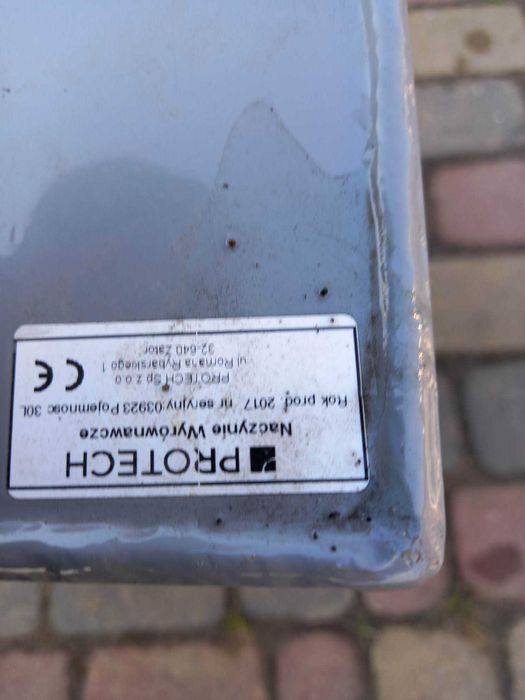 PROTECH
Naczynie Wyrównawcze
Rok prod. 2017 nr seryjny 03923 Pojemnosc 30L
PROTECH Sp z o.o
ul Romana Rybarskiego 1
32-640 Zator
CE